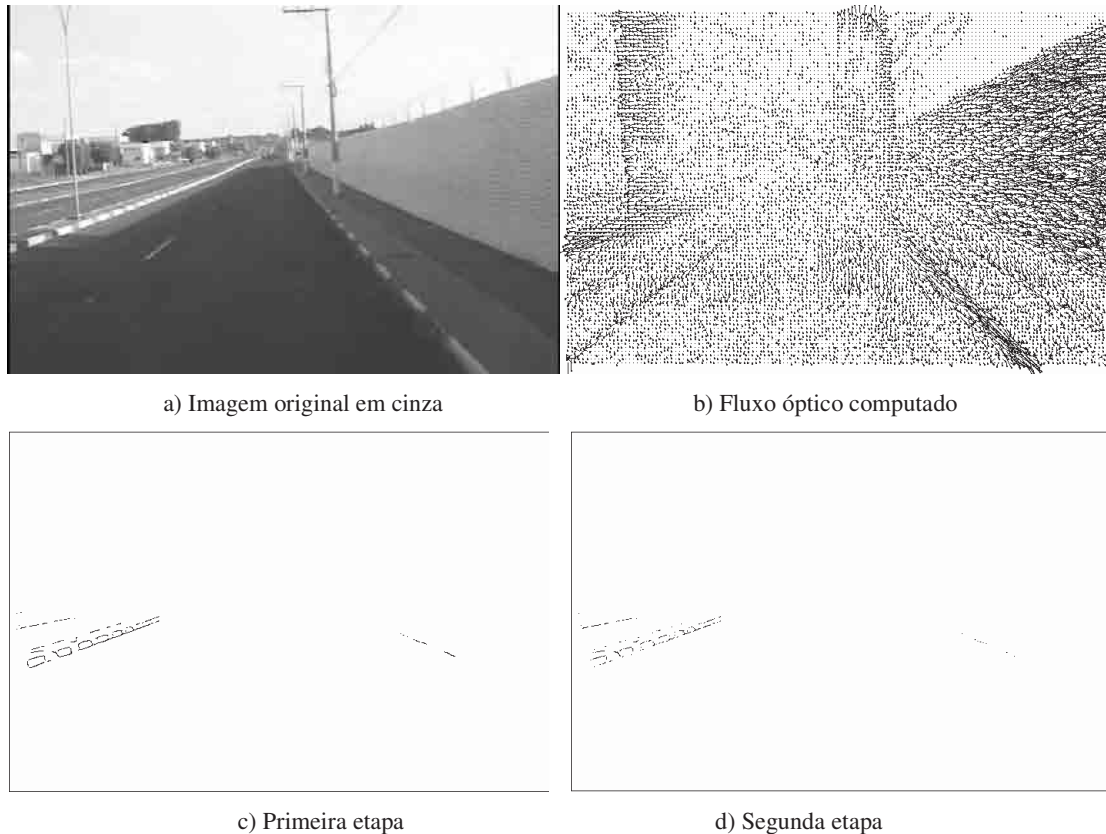 a) Imagem original em cinza
b) Fluxo óptico computado
c) Primeira etapa
d) Segunda etapa